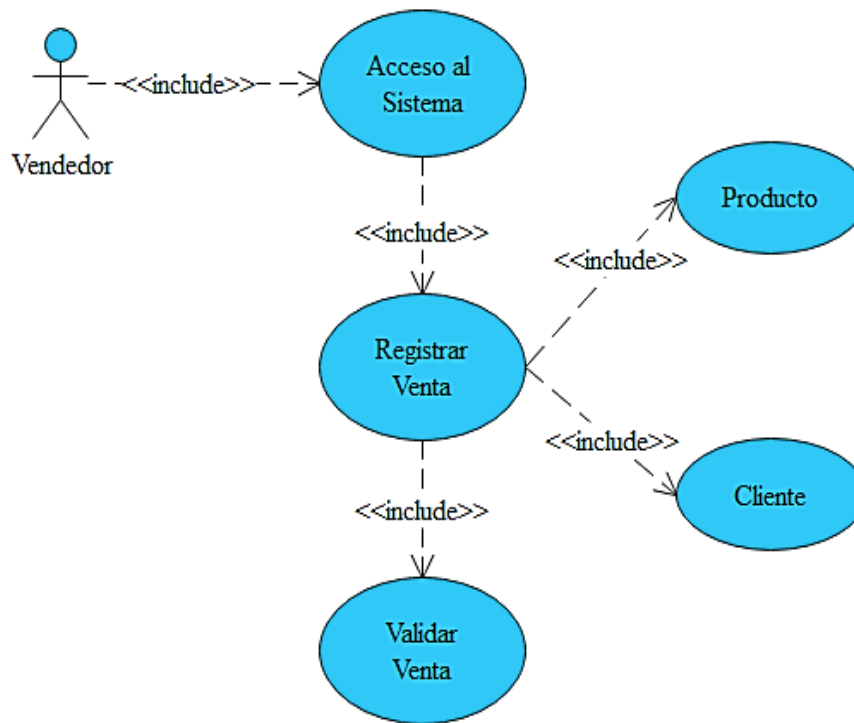 Acceso al
Sistema
<<include>>
Vendedor
Producto
<<include>>
<<include>>
Registrar
Venta
<<include>>
Cliente
<<include>>
Validar
Venta